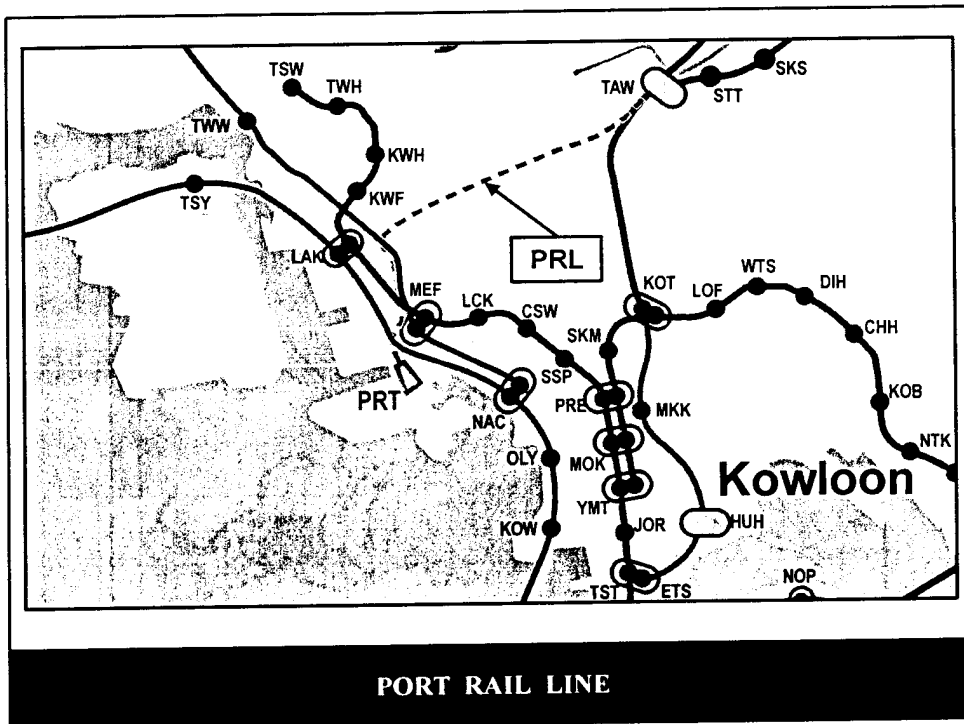 TSW
TWH
TAW
STT
SKS
TWW
KWH
KWF
TSY
PRL
LAK
MEF
LCK
CSW
SKM
KOT
LOF
WTS
DIH
CHH
SSP
PRT
NAC
PRE
MKK
KOB
NTK
OLY
MOK
Kowloon
YMT
KOW
JOR
HUH
TST
ETS
NOP
PORT RAIL LINE